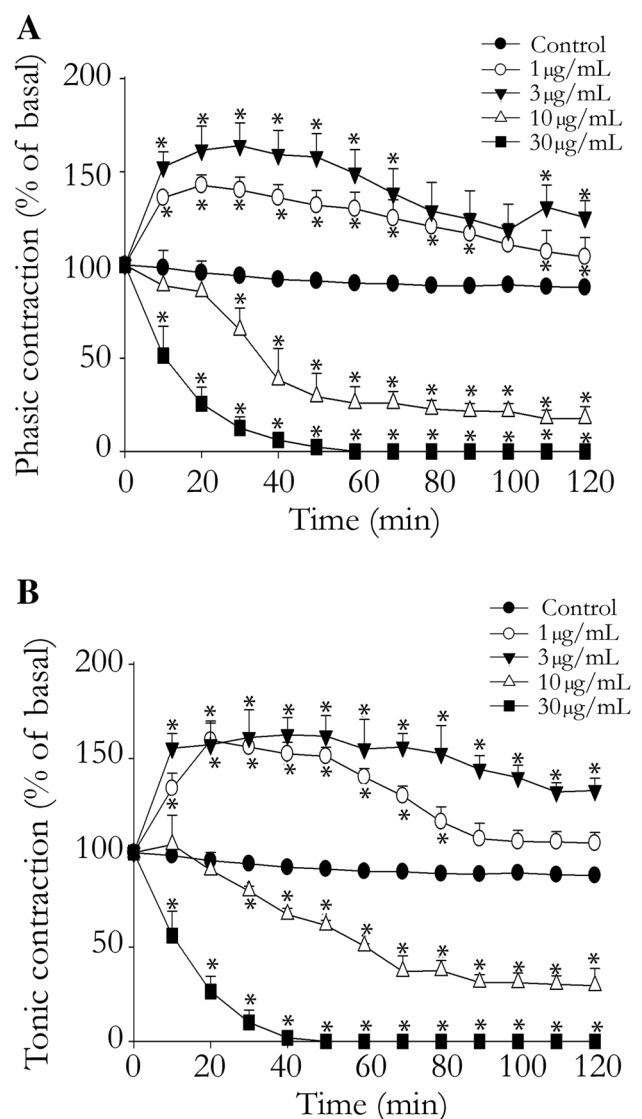 A
Control
1 µg/mL
3 µg/mL
10 µg/mL
30 µg/mL
Phasic contraction (% of basal)
200
150
100
50
0
0 20 40 60 80 100 120
Time (min)
B
Control
1 µg/mL
3 µg/mL
10 µg/mL
30 µg/mL
Tonic contraction (% of basal)
200
150
100
50
0
0 20 40 60 80 100 120
Time (min)